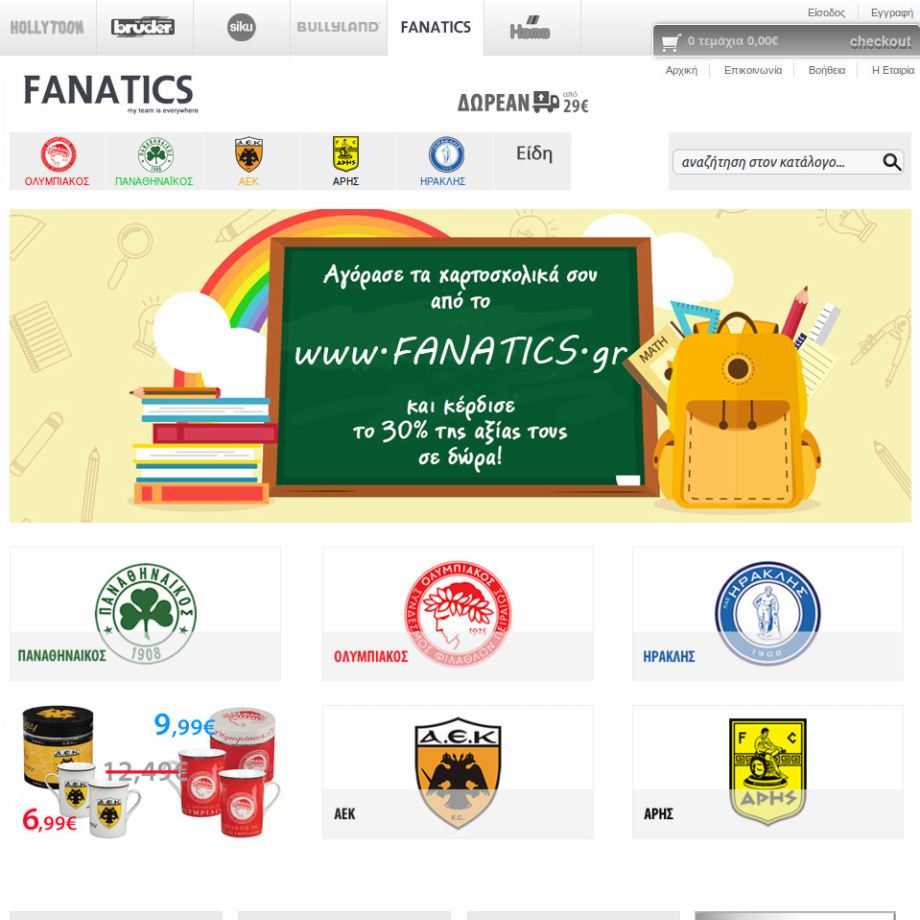 HOLLYTOON bruder siku BULLYLAND FANATICS Hama
Είσοδος Εγγραφή
0 τεμάχια 0,00€ checkout
Αρχική Επικοινωνία Βοήθεια Η Εταιρία
FANATICS
my team is everywhere
ΔΩΡΕΑΝ από 29€
ΟΛΥΜΠΙΑΚΟΣ ΠΑΝΑΘΗΝΑΪΚΟΣ ΑΕΚ ΑΡΗΣ ΗΡΑΚΛΗΣ Είδη
αναζήτηση στον κατάλογο...
Αγόρασε τα χαρτοσχολικά σου
από το
www.FANATICS.gr
και κέρδισε
το 30% της αξίας τους
σε δώρα!
MATH
ΠΑΝΑΘΗΝΑΙΚΟΣ
1908
ΠΑΝΑΘΗΝΑΙΚΟΣ
ΟΛΥΜΠΙΑΚΟΣ ΣΥΝΔΕΣΜΟΣ ΦΙΛΑΘΛΩΝ ΠΕΙΡΑΙΩΣ
1925
ΟΛΥΜΠΙΑΚΟΣ
ΗΡΑΚΛΗΣ
1908
ΗΡΑΚΛΗΣ
9,99€
12,49€
6,99€
Α.Ε.Κ
F.C.
ΑΕΚ
F C
ΑΡΗΣ
ΑΡΗΣ